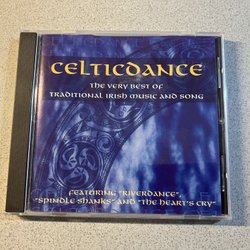 CELTICDANCE
THE VERY BEST OF
TRADITIONAL IRISH MUSIC AND SONG
FEATURING "RIVERDANCE",
"SPINDLE SHANKS" AND "THE HEART'S CRY"